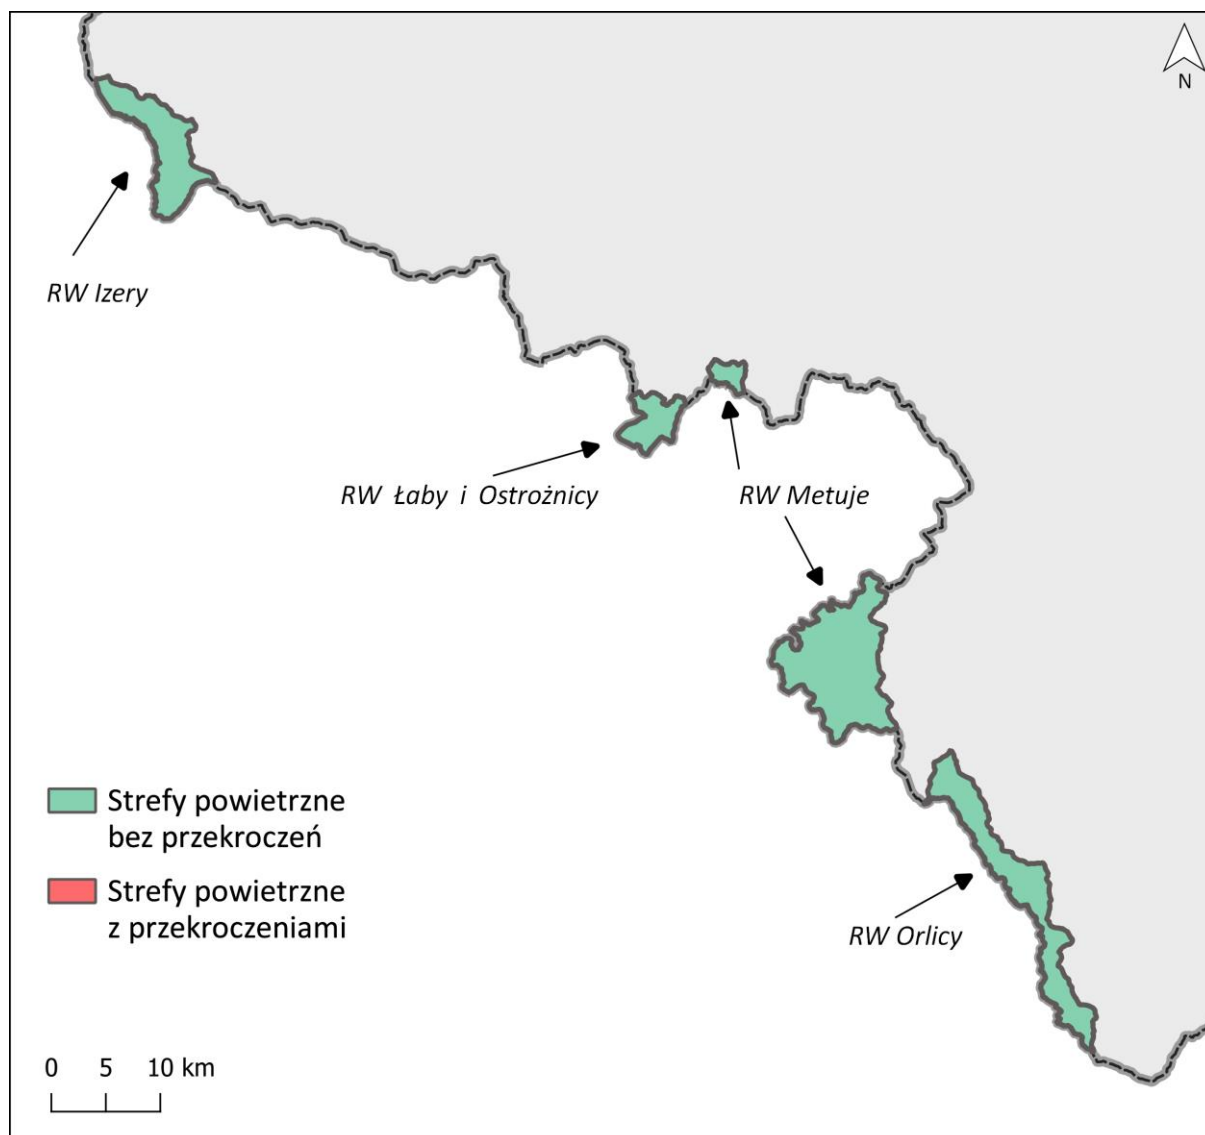 N
RW Izery
RW Łaby i Ostrożnicy
RW Metuje
Strefy powietrzne
bez przekroczeń
Strefy powietrzne
z przekroczeniami
RW Orlicy
0 5 10 km